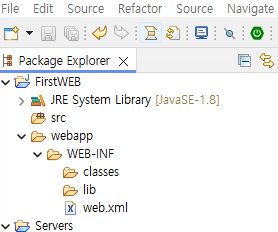 File Edit Source Refactor Source Navigate
Package Explorer
FirstWEB
JRE System Library [JavaSE-1.8]
src
webapp
WEB-INF
classes
lib
web.xml
Servers